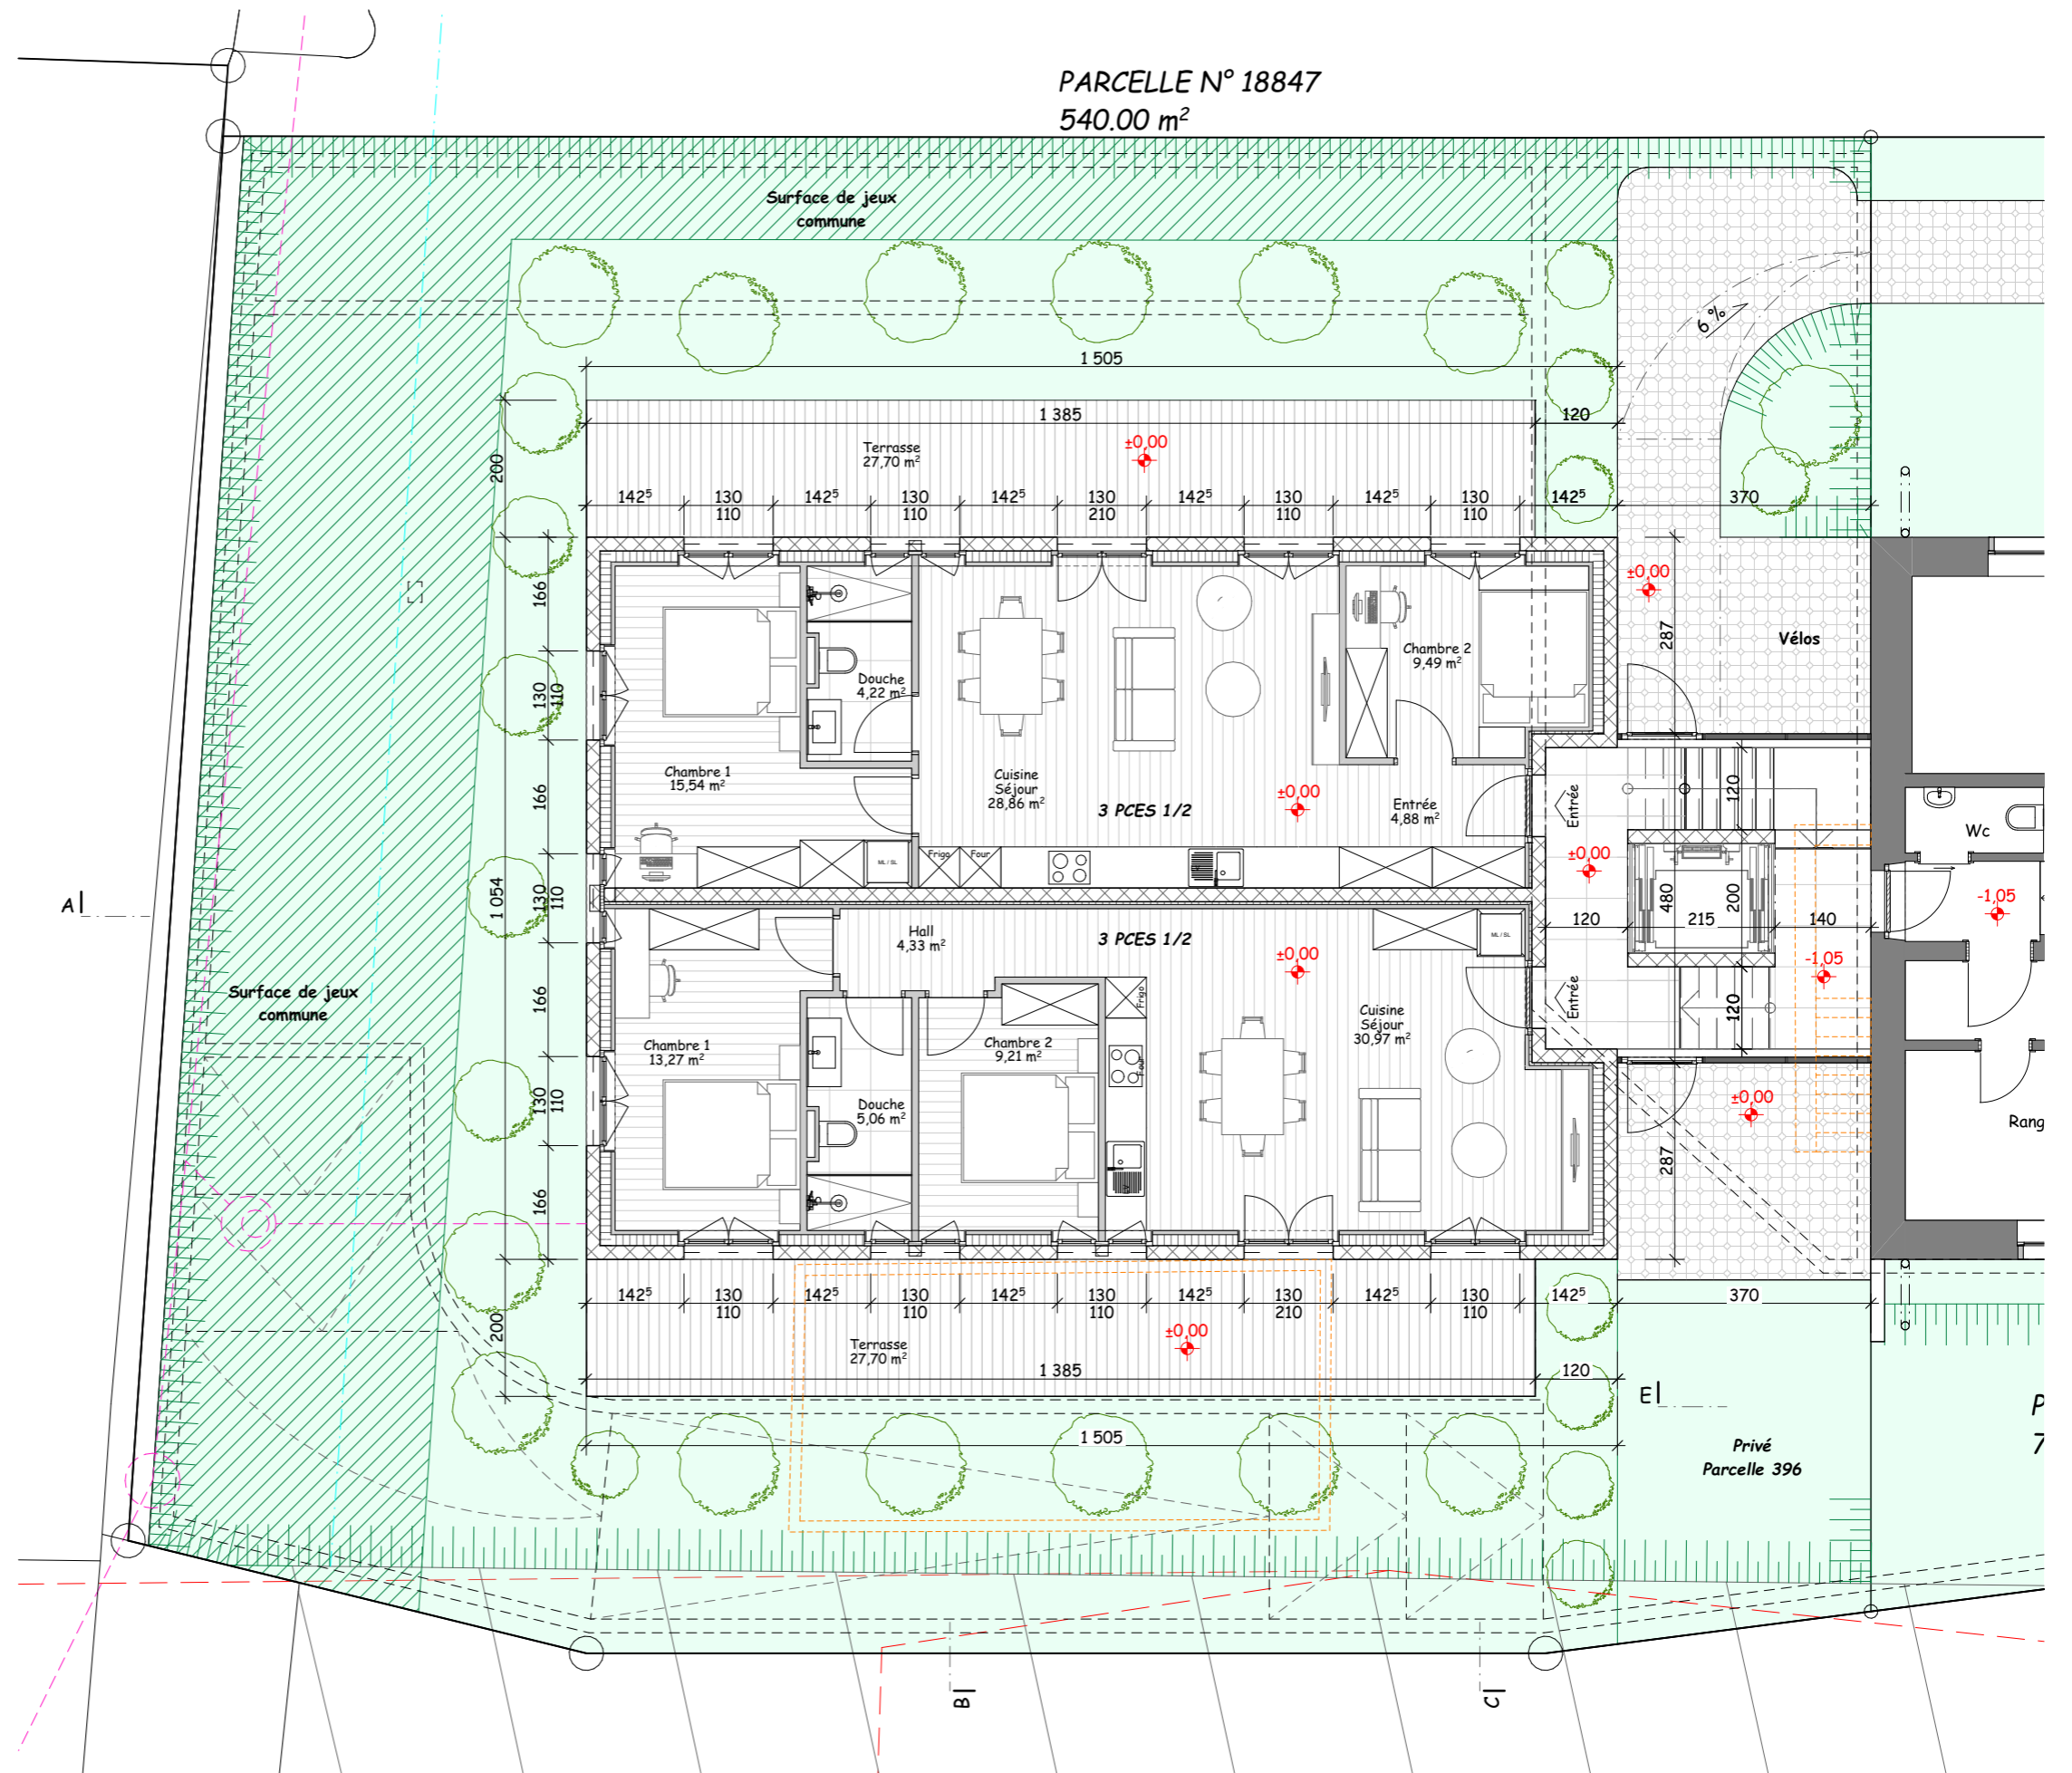 PARCELLE N° 18847
540.00 m²
Surface de jeux
commune
6 %
1 505
1 385
120
Terrasse
27,70 m²
±0,00
200
142⁵
130
110
142⁵
130
110
142⁵
130
210
142⁵
130
110
142⁵
130
110
142⁵
370
166
±0,00
287
Vélos
Chambre 2
9,49 m²
Douche
4,22 m²
130
110
Chambre 1
15,54 m²
Cuisine
Séjour
28,86 m²
3 PCES 1/2
±0,00
Entrée
4,88 m²
Entrée
120
166
Wc
Frigo
Four
ML / SL
±0,00
A
1 054
130
110
480
200
-1,05
120
215
140
Hall
4,33 m²
3 PCES 1/2
±0,00
ML / SL
-1,05
Surface de jeux
commune
166
Frigo
Entrée
120
Cuisine
Séjour
30,97 m²
Chambre 1
13,27 m²
Chambre 2
9,21 m²
Four
130
110
Douche
5,06 m²
±0,00
Rang
287
166
200
142⁵
130
110
142⁵
130
110
142⁵
130
110
142⁵
130
210
142⁵
130
110
142⁵
370
±0,00
Terrasse
27,70 m²
1 385
120
E
P
7
1 505
Privé
Parcelle 396
B
C